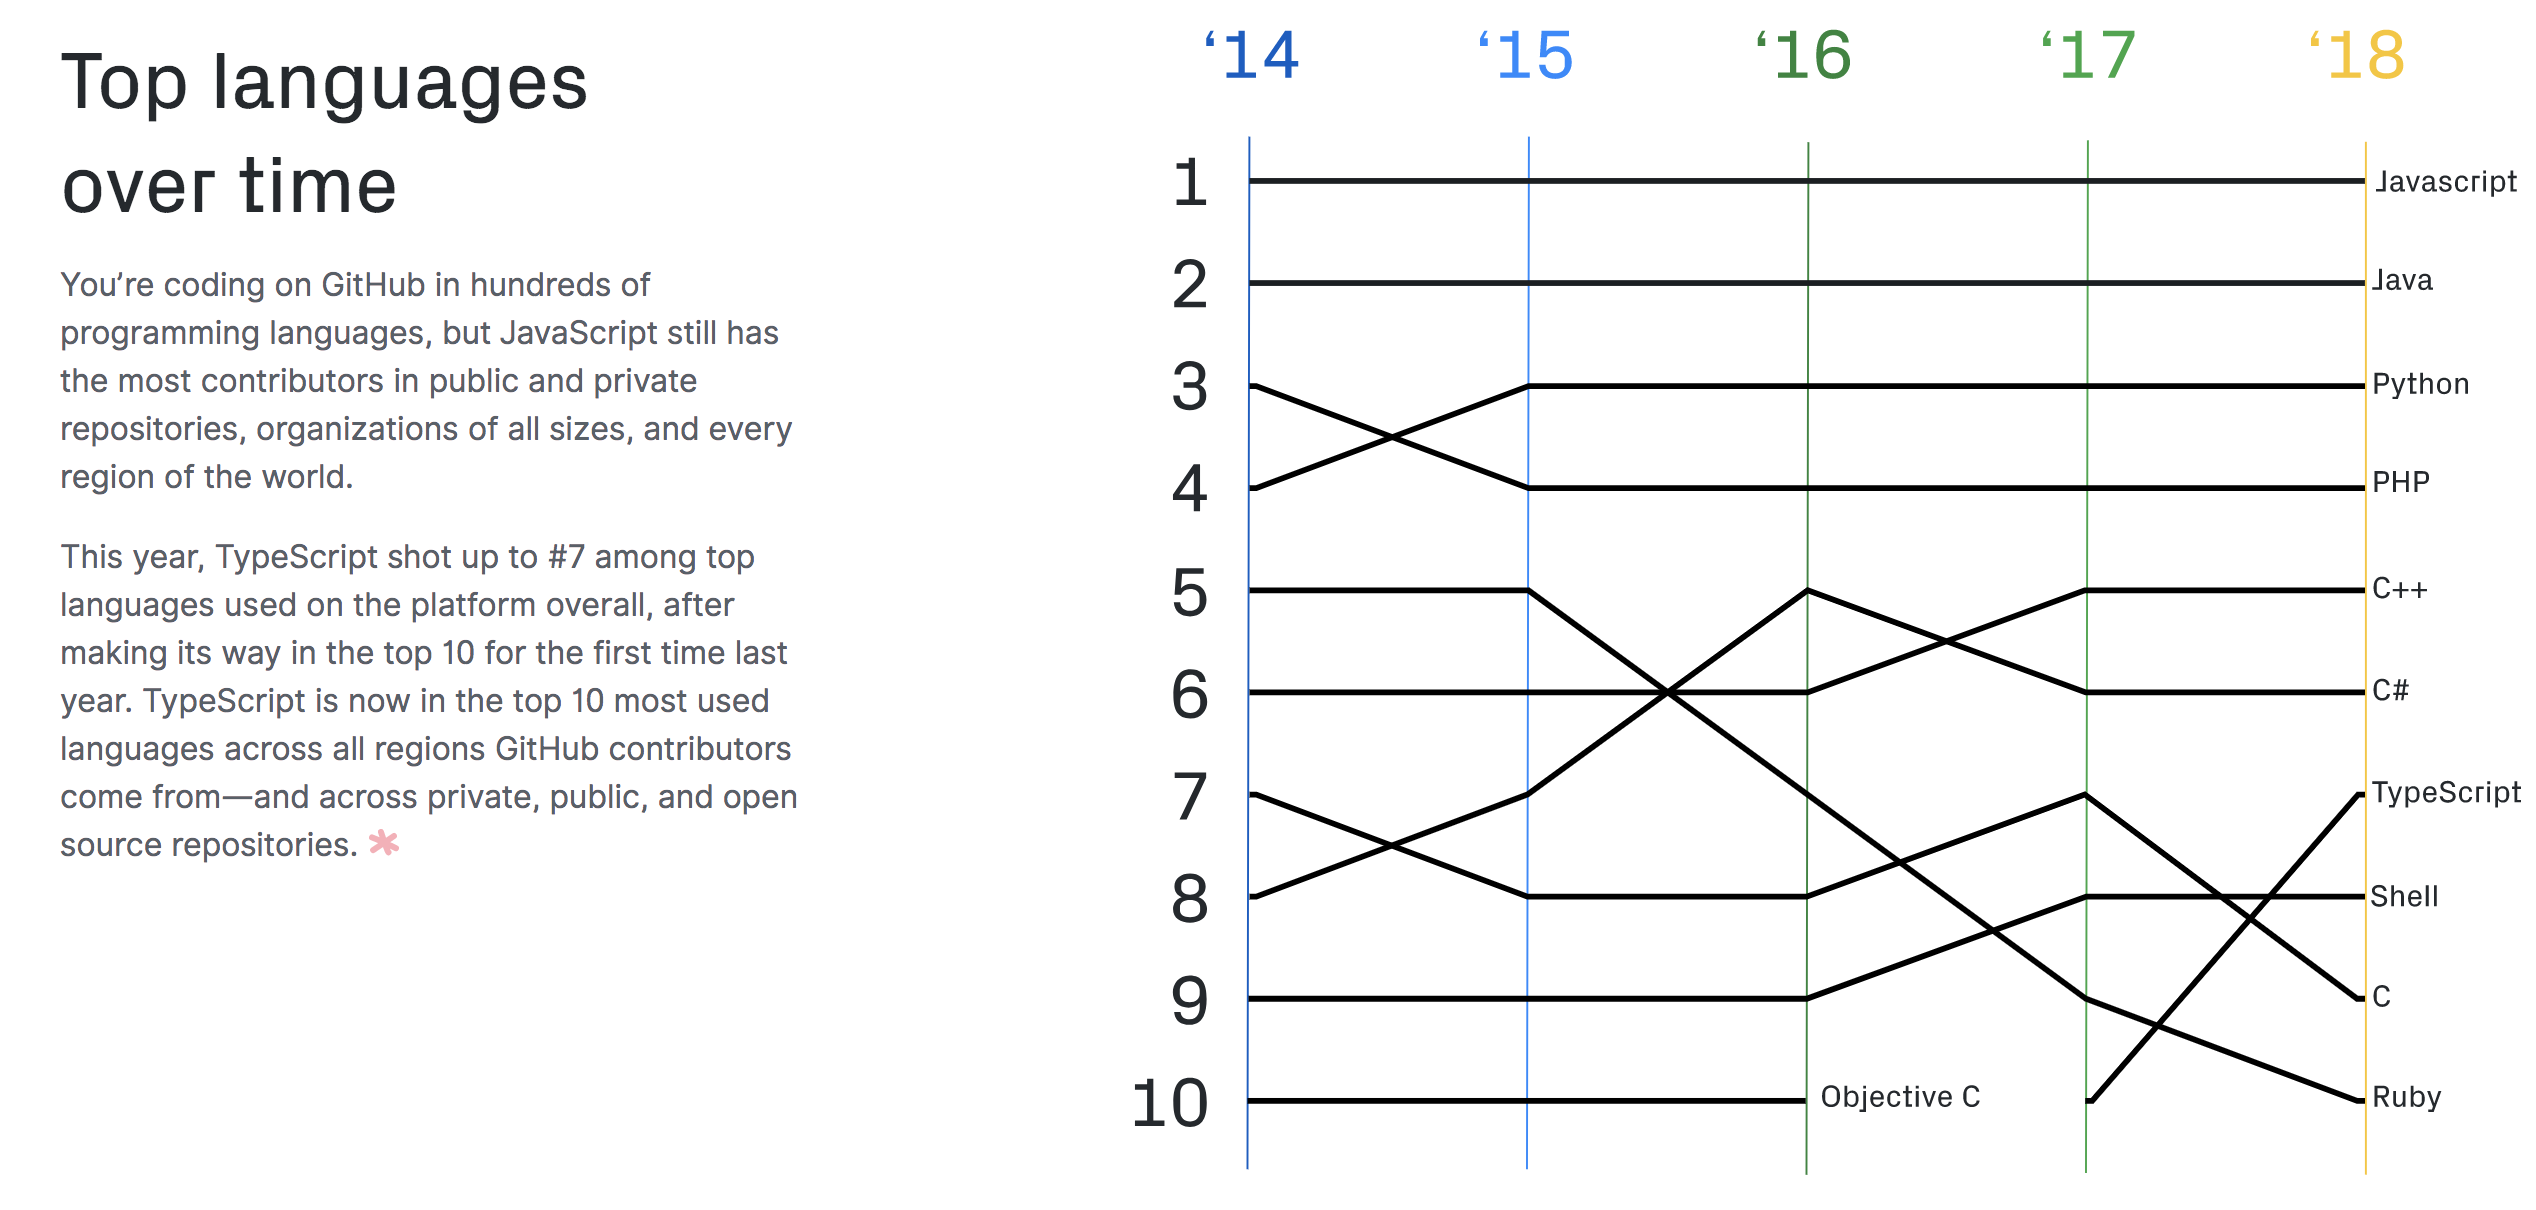 Top languages
over time
You’re coding on GitHub in hundreds of
programming languages, but JavaScript still has
the most contributors in public and private
repositories, organizations of all sizes, and every
region of the world.
This year, TypeScript shot up to #7 among top
languages used on the platform overall, after
making its way in the top 10 for the first time last
year. TypeScript is now in the top 10 most used
languages across all regions GitHub contributors
come from—and across private, public, and open
source repositories.
‘14 ‘15 ‘16 ‘17 ‘18
1 Javascript
2 Java
3 Python
4 PHP
5 C++
6 C#
7 TypeScript
8 Shell
9 C
10 Objective C Ruby